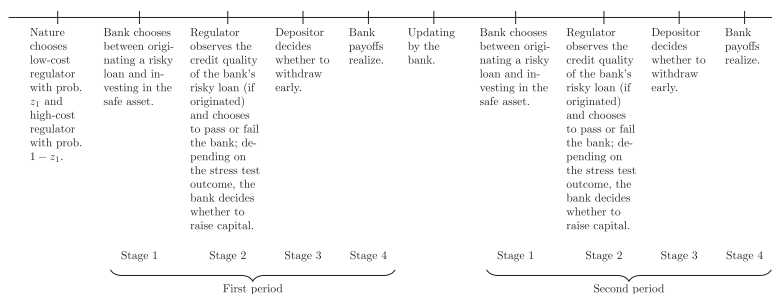 Nature
chooses
low-cost
regulator
with prob.
z₁ and
high-cost
regulator
with prob.
1 − z₁.
Bank chooses
between origi-
nating a risky
loan and in-
vesting in the
safe asset.
Regulator
observes the
credit quality
of the bank's
risky loan (if
originated)
and chooses
to pass or fail
the bank; de-
pending on
the stress test
outcome, the
bank decides
whether to
raise capital.
Depositor
decides
whether to
withdraw
early.
Bank
payoffs
realize.
Updating
by the
bank.
Bank chooses
between origi-
nating a risky
loan and in-
vesting in the
safe asset.
Regulator
observes the
credit quality
of the bank's
risky loan (if
originated)
and chooses
to pass or fail
the bank; de-
pending on
the stress test
outcome, the
bank decides
whether to
raise capital.
Depositor
decides
whether to
withdraw
early.
Bank
payoffs
realize.
Stage 1 Stage 2 Stage 3 Stage 4 Stage 1 Stage 2 Stage 3 Stage 4
First period Second period